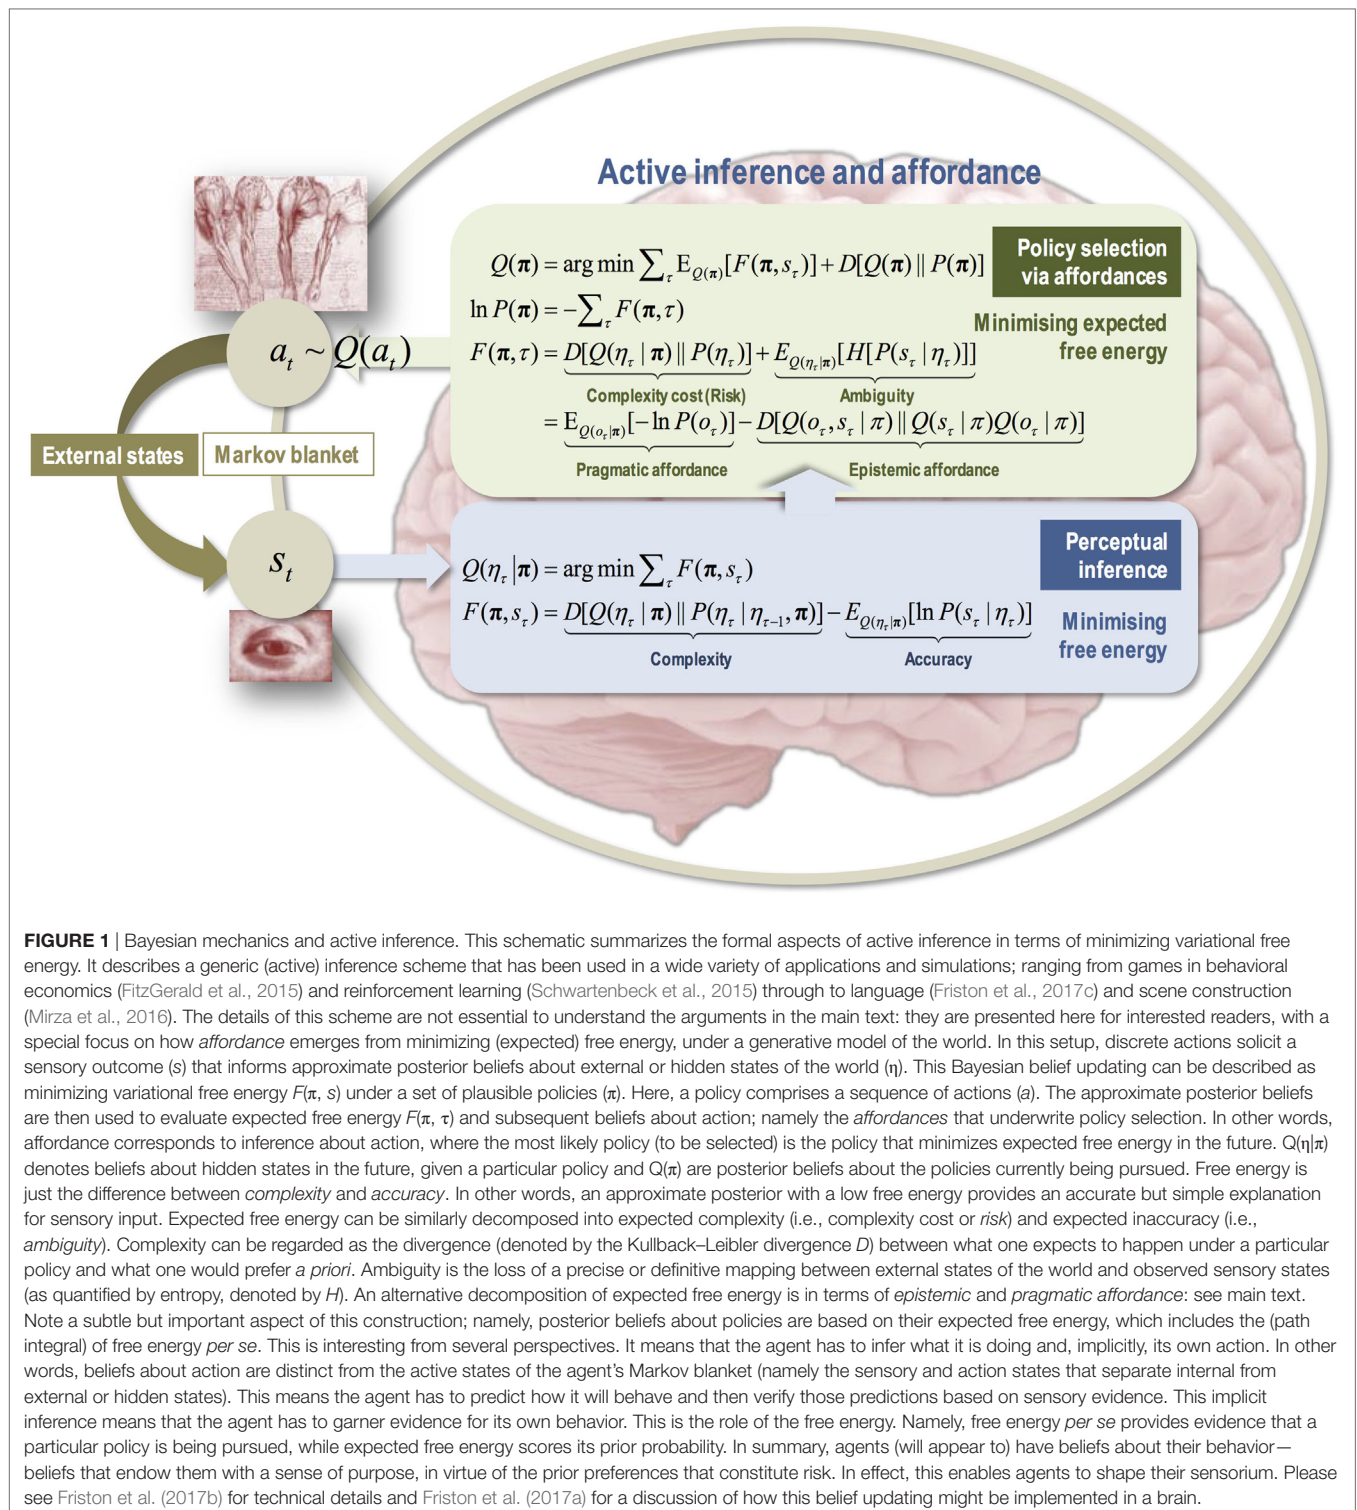 Active inference and affordance
Q(π) = arg min ∑τ E_Q(π)[F(π, sτ)] + D[Q(π) || P(π)]
Policy selection
via affordances
ln P(π) = −∑τ F(π, τ)
Minimising expected
free energy
F(π, τ) = D[Q(ητ | π) || P(ητ)] + E_Q(ητ|π)[H[P(sτ | ητ)]]
Complexity cost (Risk)
Ambiguity
= E_Q(oτ|π)[−ln P(oτ)] − D[Q(oτ, sτ | π) || Q(sτ | π)Q(oτ | π)]
Pragmatic affordance
Epistemic affordance
aₜ ~ Q(aₜ)
External states
Markov blanket
sₜ
Perceptual
inference
Q(ητ | π) = arg min ∑τ F(π, sτ)
F(π, sτ) = D[Q(ητ | π) || P(ητ | ητ₋₁, π)] − E_Q(ητ|π)[ln P(sτ | ητ)]
Complexity
Accuracy
Minimising
free energy
FIGURE 1 | Bayesian mechanics and active inference. This schematic summarizes the formal aspects of active inference in terms of minimizing variational free
energy. It describes a generic (active) inference scheme that has been used in a wide variety of applications and simulations; ranging from games in behavioral
economics (FitzGerald et al., 2015) and reinforcement learning (Schwartenbeck et al., 2015) through to language (Friston et al., 2017c) and scene construction
(Mirza et al., 2016). The details of this scheme are not essential to understand the arguments in the main text: they are presented here for interested readers, with a
special focus on how affordance emerges from minimizing (expected) free energy, under a generative model of the world. In this setup, discrete actions solicit a
sensory outcome (s) that informs approximate posterior beliefs about external or hidden states of the world (η). This Bayesian belief updating can be described as
minimizing variational free energy F(π, s) under a set of plausible policies (π). Here, a policy comprises a sequence of actions (a). The approximate posterior beliefs
are then used to evaluate expected free energy F(π, τ) and subsequent beliefs about action; namely the affordances that underwrite policy selection. In other words,
affordance corresponds to inference about action, where the most likely policy (to be selected) is the policy that minimizes expected free energy in the future. Q(η|π)
denotes beliefs about hidden states in the future, given a particular policy and Q(π) are posterior beliefs about the policies currently being pursued. Free energy is
just the difference between complexity and accuracy. In other words, an approximate posterior with a low free energy provides an accurate but simple explanation
for sensory input. Expected free energy can be similarly decomposed into expected complexity (i.e., complexity cost or risk) and expected inaccuracy (i.e.,
ambiguity). Complexity can be regarded as the divergence (denoted by the Kullback–Leibler divergence D) between what one expects to happen under a particular
policy and what one would prefer a priori. Ambiguity is the loss of a precise or definitive mapping between external states of the world and observed sensory states
(as quantified by entropy, denoted by H). An alternative decomposition of expected free energy is in terms of epistemic and pragmatic affordance: see main text.
Note a subtle but important aspect of this construction; namely, posterior beliefs about policies are based on their expected free energy, which includes the (path
integral) of free energy per se. This is interesting from several perspectives. It means that the agent has to infer what it is doing and, implicitly, its own action. In other
words, beliefs about action are distinct from the active states of the agent's Markov blanket (namely the sensory and action states that separate internal from
external or hidden states). This means the agent has to predict how it will behave and then verify those predictions based on sensory evidence. This implicit
inference means that the agent has to garner evidence for its own behavior. This is the role of the free energy. Namely, free energy per se provides evidence that a
particular policy is being pursued, while expected free energy scores its prior probability. In summary, agents (will appear to) have beliefs about their behavior—
beliefs that endow them with a sense of purpose, in virtue of the prior preferences that constitute risk. In effect, this enables agents to shape their sensorium. Please
see Friston et al. (2017b) for technical details and Friston et al. (2017a) for a discussion of how this belief updating might be implemented in a brain.